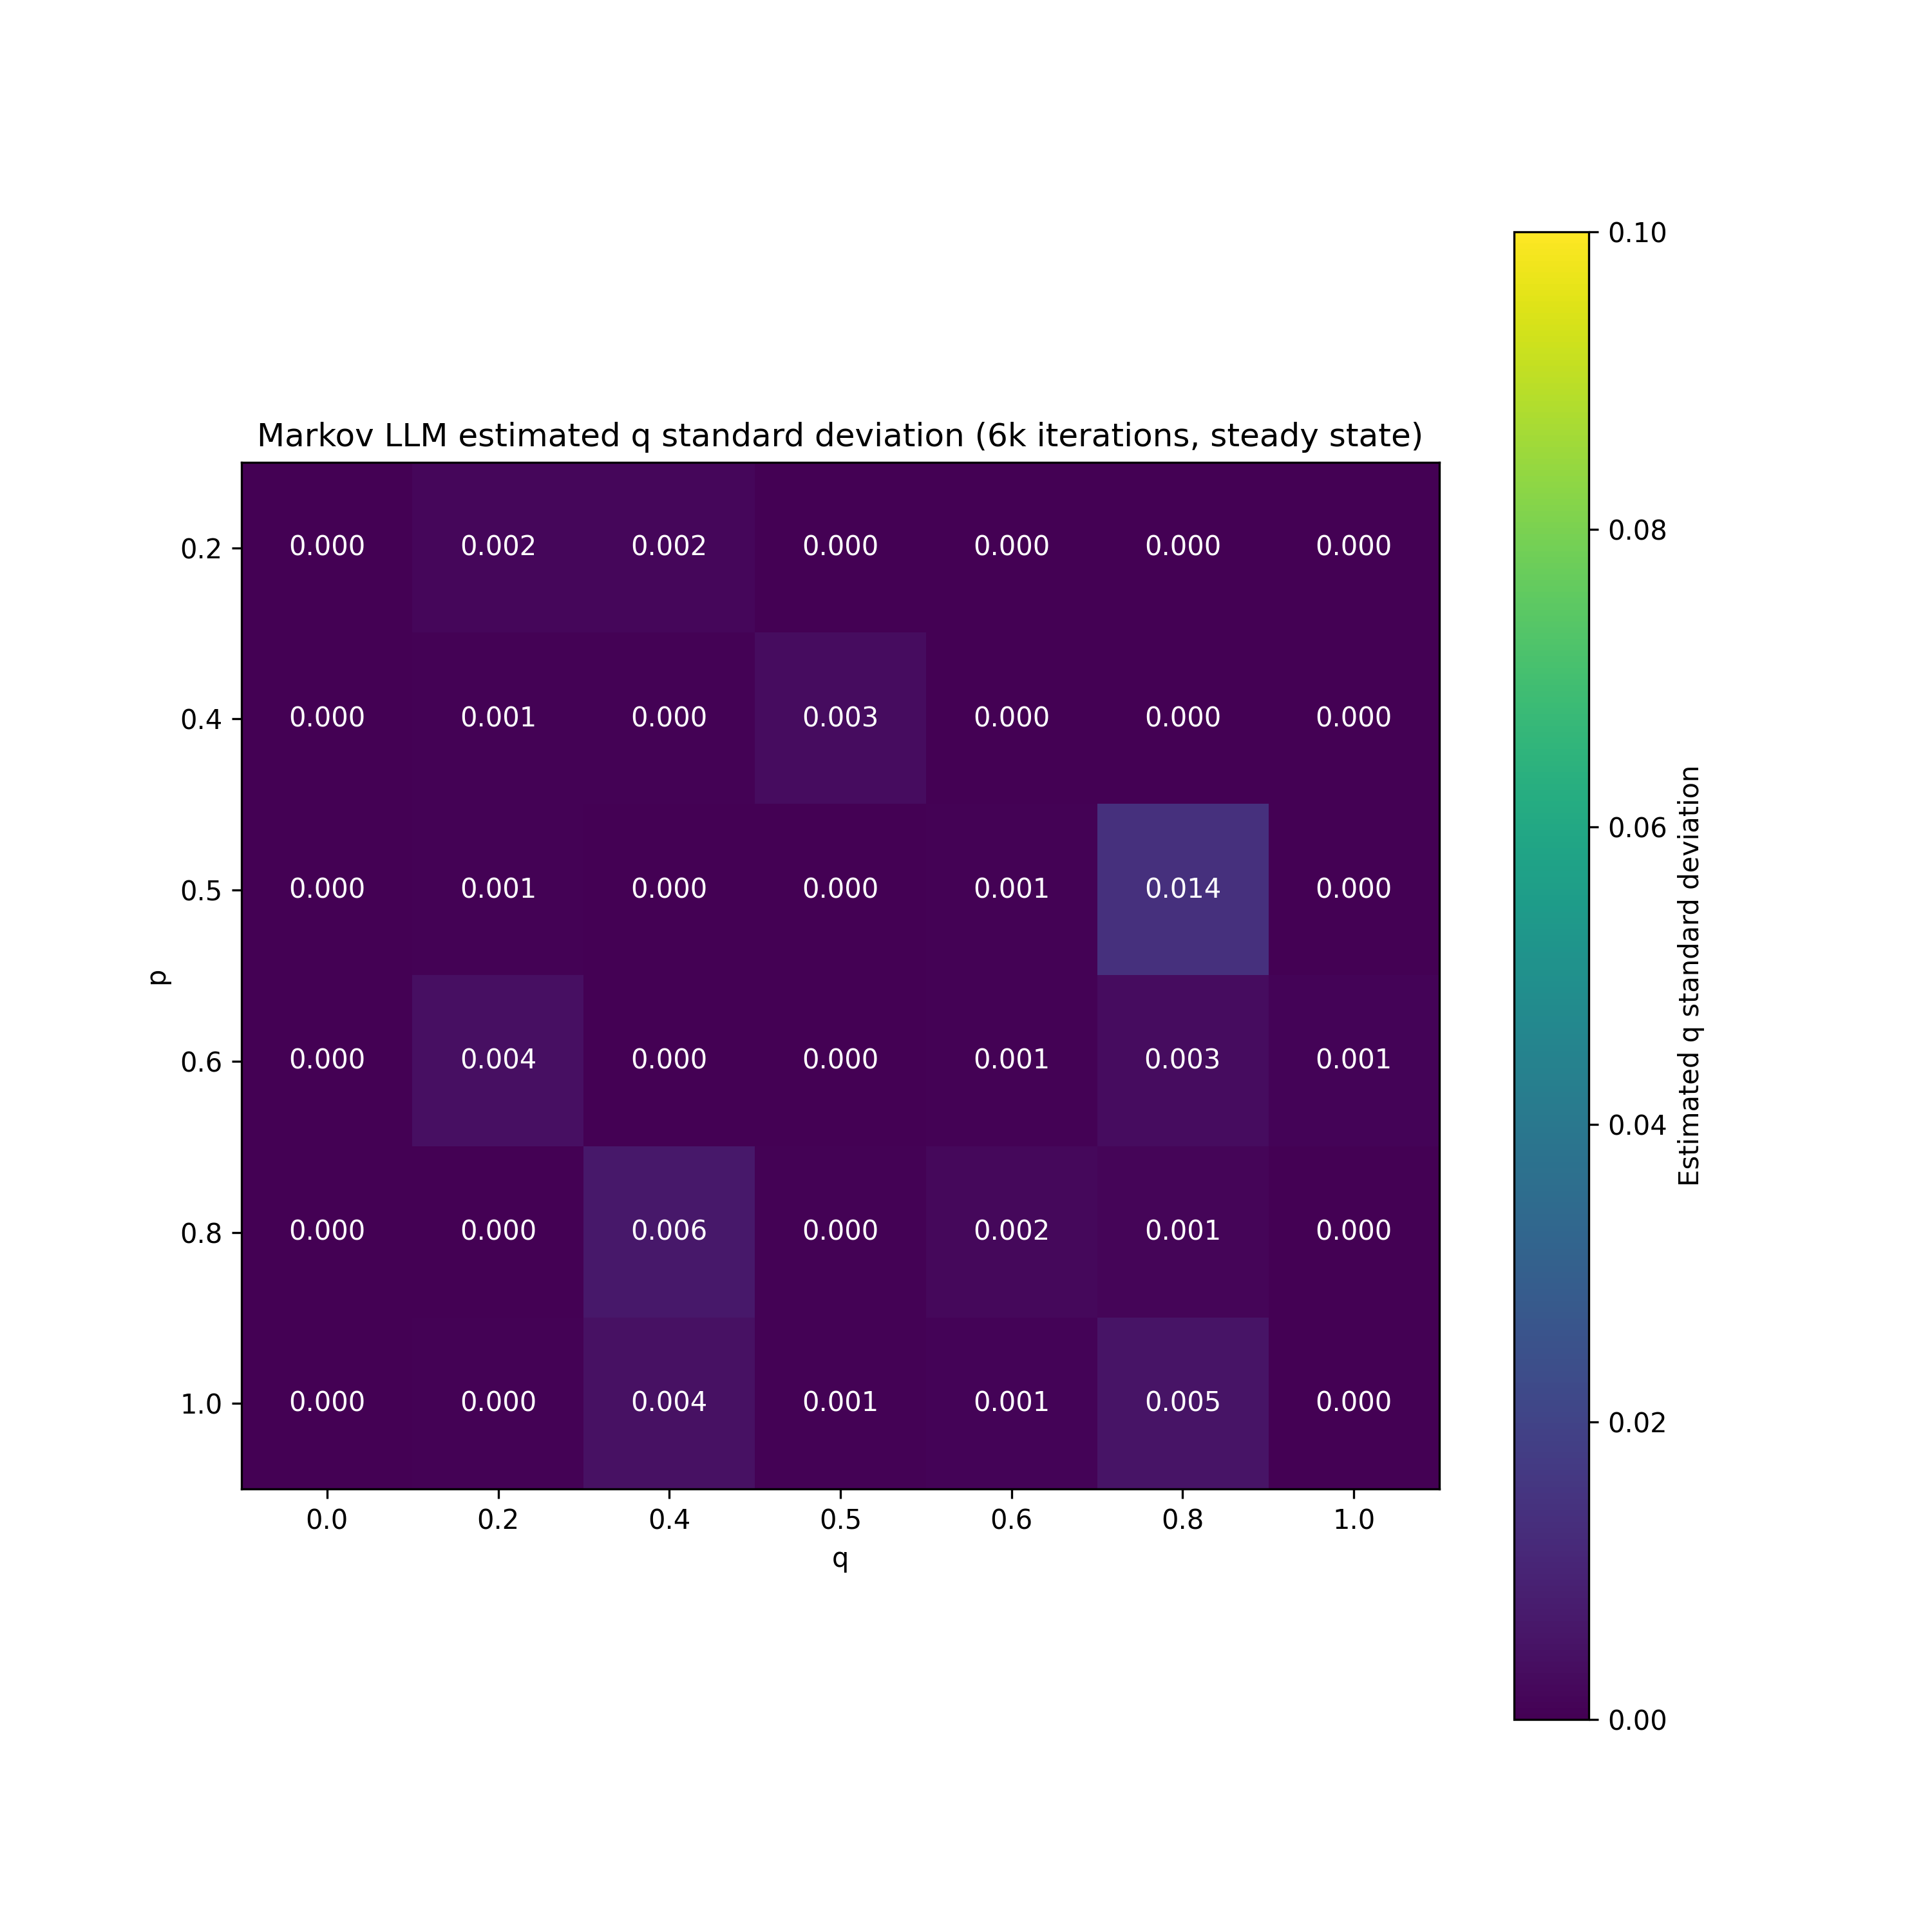 Markov LLM estimated q standard deviation (6k iterations, steady state)
0.2 0.000 0.002 0.002 0.000 0.000 0.000 0.000
0.4 0.000 0.001 0.000 0.003 0.000 0.000 0.000
0.5 0.000 0.001 0.000 0.000 0.001 0.014 0.000
0.6 0.000 0.004 0.000 0.000 0.001 0.003 0.001
0.8 0.000 0.000 0.006 0.000 0.002 0.001 0.000
1.0 0.000 0.000 0.004 0.001 0.001 0.005 0.000
p
0.0 0.2 0.4 0.5 0.6 0.8 1.0
q
0.10
0.08
0.06
0.04
0.02
0.00
Estimated q standard deviation